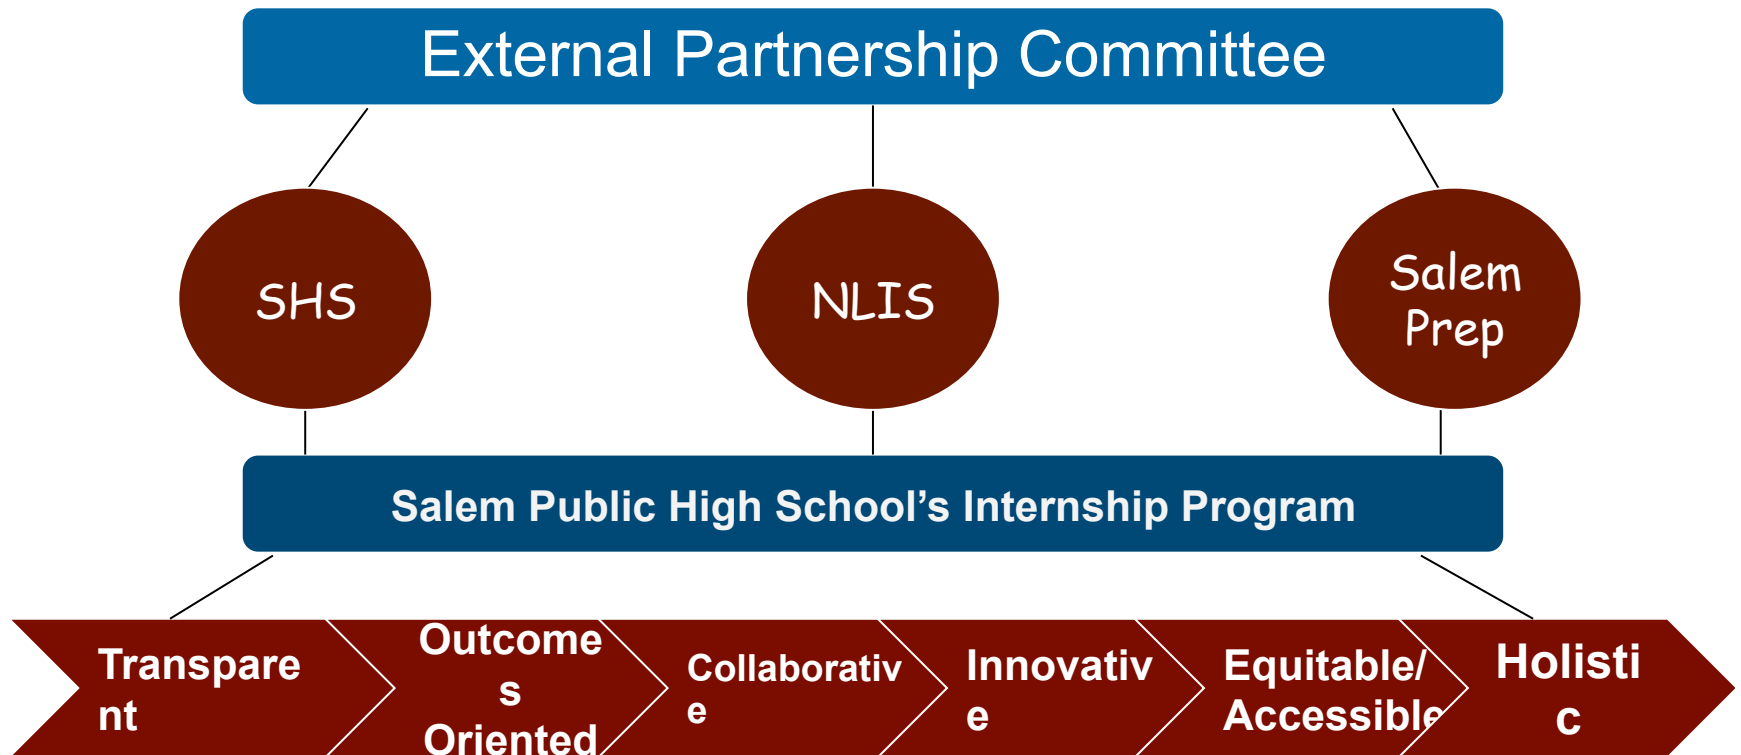 External Partnership Committee
SHS
NLIS
Salem
Prep
Salem Public High School’s Internship Program
Transpare
nt
Outcome
s
Oriented
Collaborativ
e
Innovativ
e
Equitable/
Accessible
Holisti
c